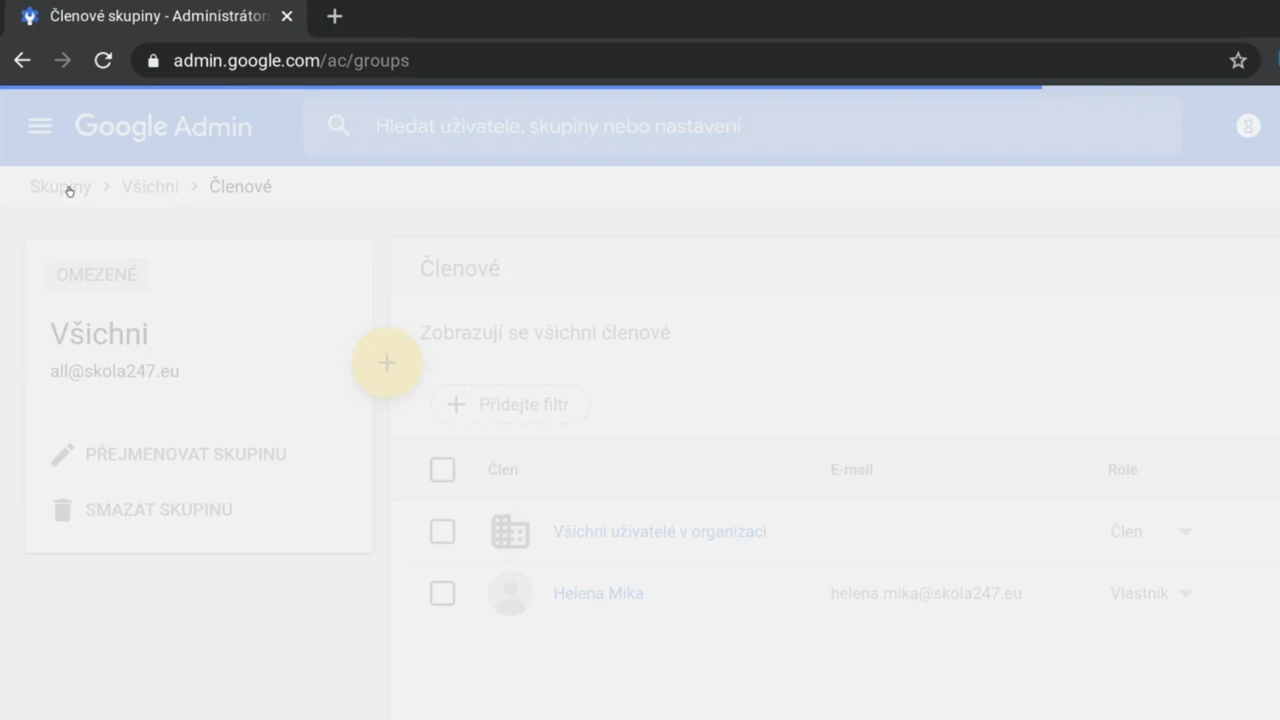 Členové skupiny - Administrátor
admin.google.com/ac/groups
Google Admin
Hledat uživatele, skupiny nebo nastavení
Skupiny > Všichni > Členové
OMEZENÉ
Všichni
all@skola247.eu
PŘEJMENOVAT SKUPINU
SMAZAT SKUPINU
Členové
Zobrazují se všichni členové
Přidejte filtr
Člen E-mail Role
Všichni uživatelé v organizaci Člen
Helena Mika helena.mika@skola247.eu Vlastník